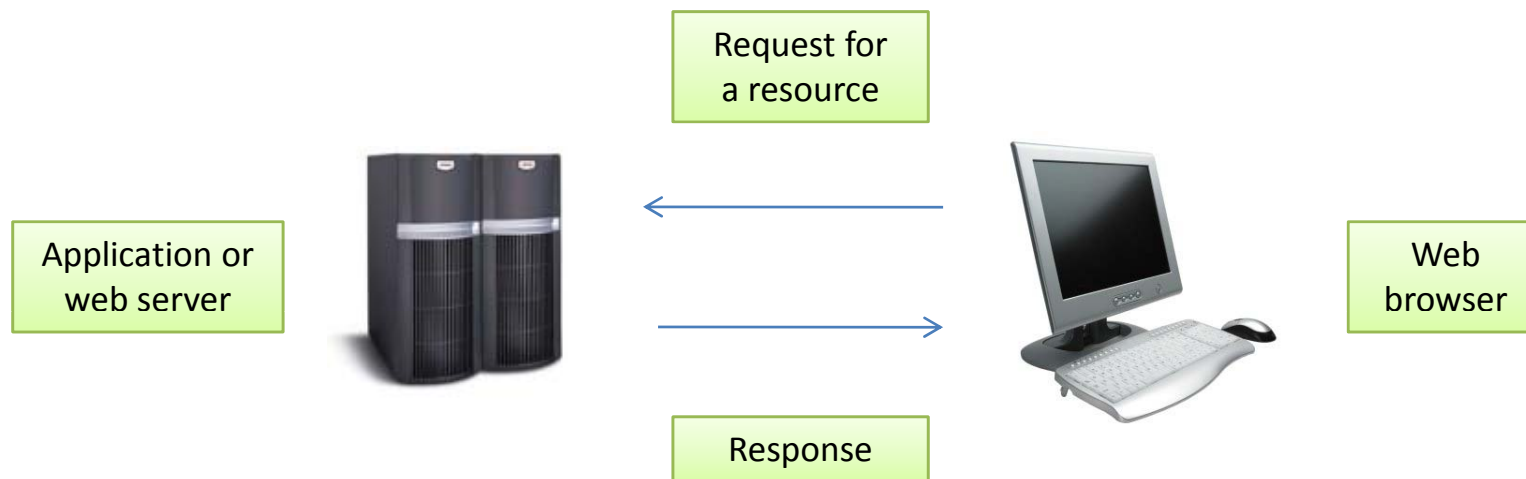 Request for
a resource
Application or
web server
Web
browser
Response